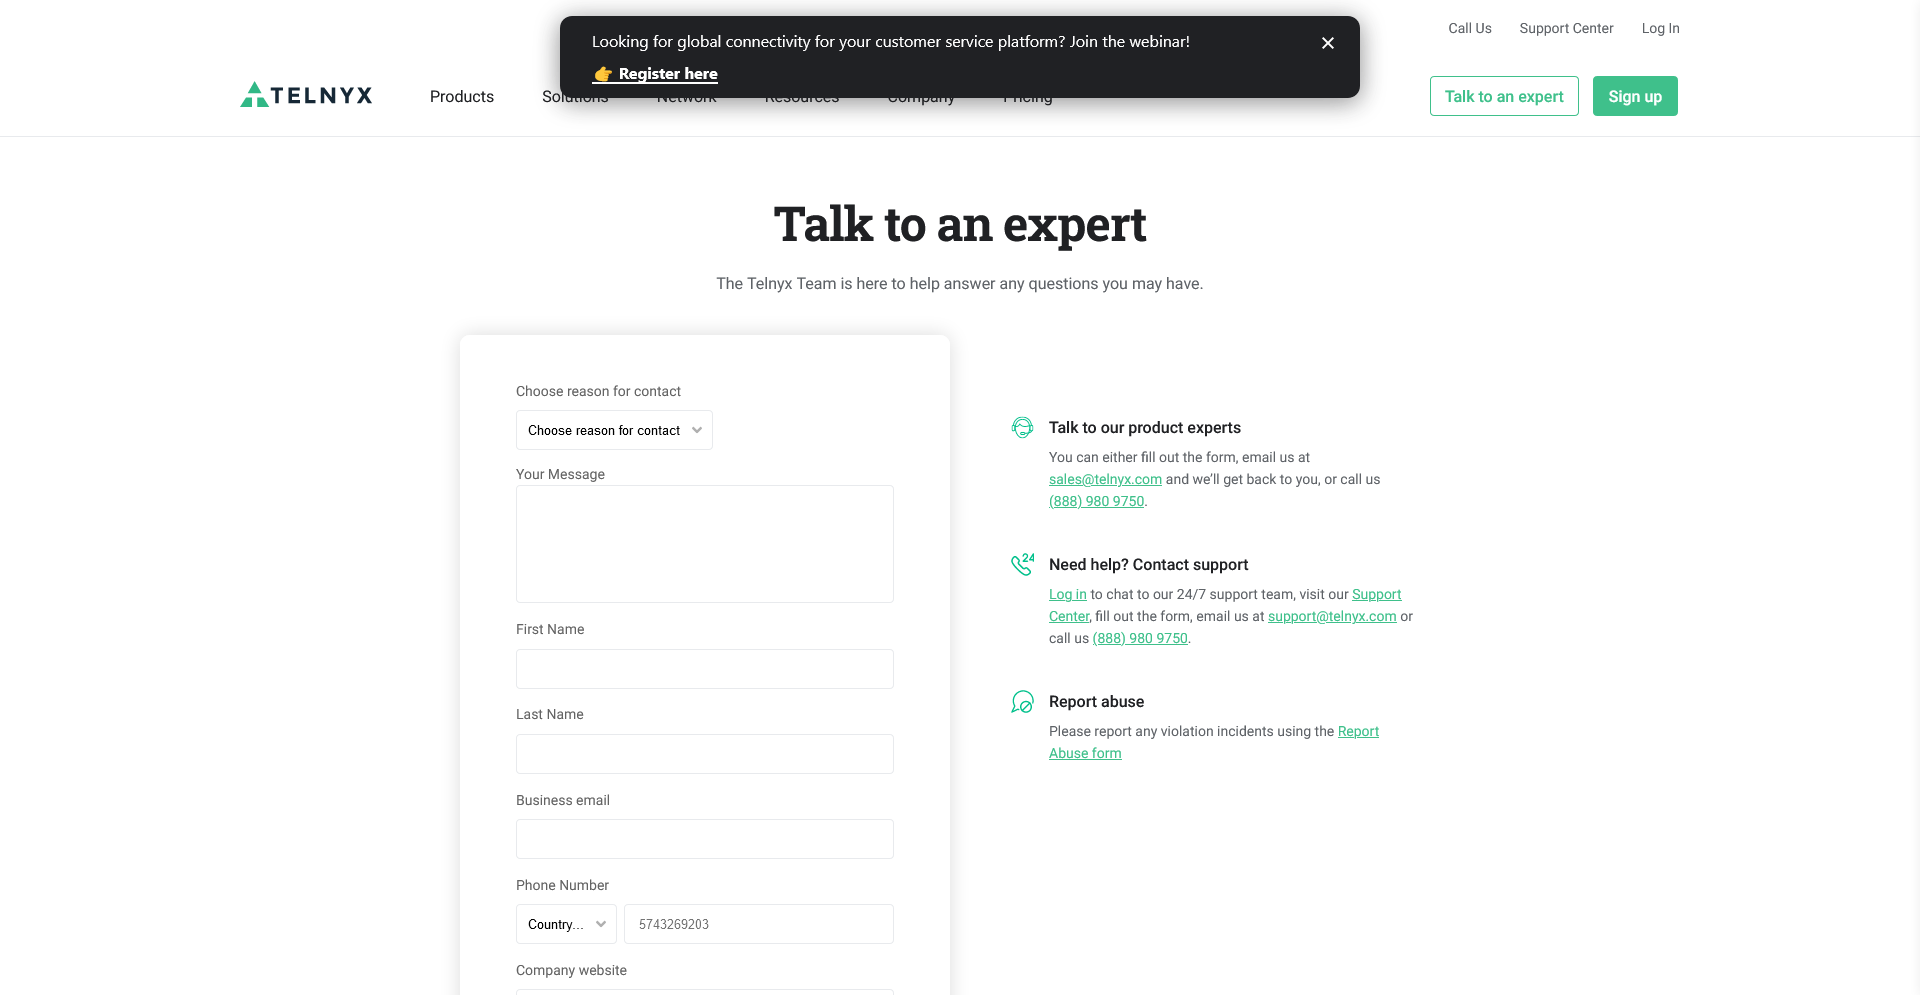 Looking for global connectivity for your customer service platform? Join the webinar!
👉 Register here
Call Us
Support Center
Log In
TELNYX
Products
Solutions
Network
Resources
Company
Pricing
Talk to an expert
Sign up
Talk to an expert
The Telnyx Team is here to help answer any questions you may have.
Choose reason for contact
Choose reason for contact
Your Message
First Name
Last Name
Business email
Phone Number
Country...
5743269203
Company website
Talk to our product experts
You can either fill out the form, email us at
sales@telnyx.com and we’ll get back to you, or call us
(888) 980 9750.
24
Need help? Contact support
Log in to chat to our 24/7 support team, visit our Support
Center, fill out the form, email us at support@telnyx.com or
call us (888) 980 9750.
Report abuse
Please report any violation incidents using the Report
Abuse form